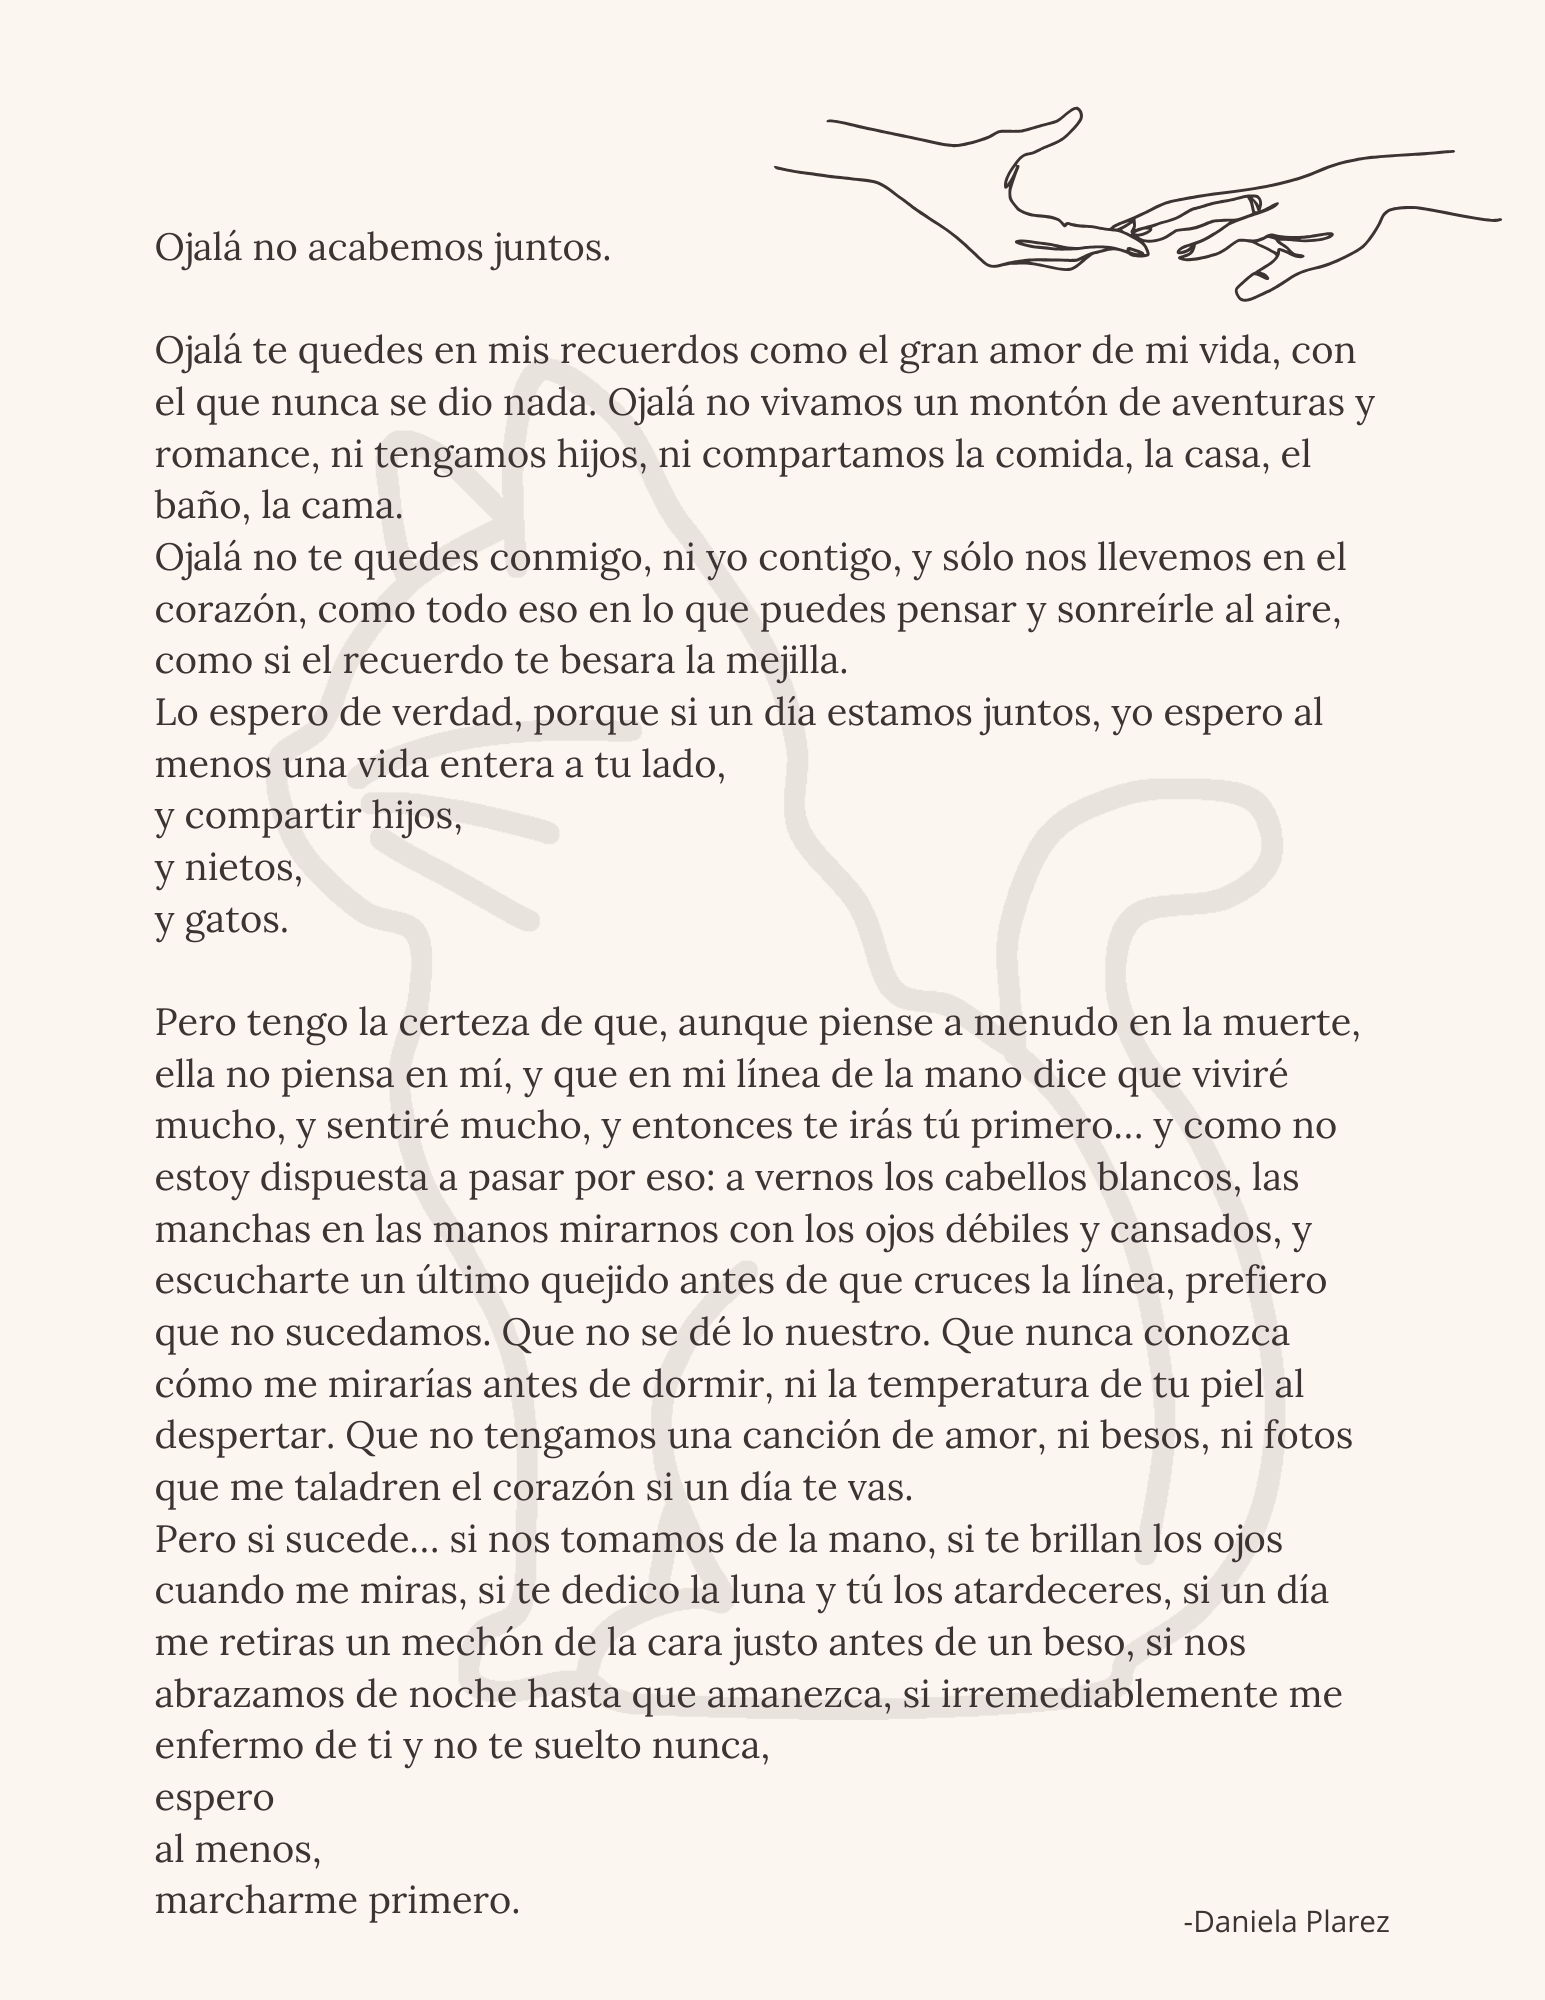 Ojalá no acabemos juntos.
Ojalá te quedes en mis recuerdos como el gran amor de mi vida, con
el que nunca se dio nada. Ojalá no vivamos un montón de aventuras y
romance, ni tengamos hijos, ni compartamos la comida, la casa, el
baño, la cama.
Ojalá no te quedes conmigo, ni yo contigo, y sólo nos llevemos en el
corazón, como todo eso en lo que puedes pensar y sonreírle al aire,
como si el recuerdo te besara la mejilla.
Lo espero de verdad, porque si un día estamos juntos, yo espero al
menos una vida entera a tu lado,
y compartir hijos,
y nietos,
y gatos.
Pero tengo la certeza de que, aunque piense a menudo en la muerte,
ella no piensa en mí, y que en mi línea de la mano dice que viviré
mucho, y sentiré mucho, y entonces te irás tú primero... y como no
estoy dispuesta a pasar por eso: a vernos los cabellos blancos, las
manchas en las manos mirarnos con los ojos débiles y cansados, y
escucharte un último quejido antes de que cruces la línea, prefiero
que no sucedamos. Que no se dé lo nuestro. Que nunca conozca
cómo me mirarías antes de dormir, ni la temperatura de tu piel al
despertar. Que no tengamos una canción de amor, ni besos, ni fotos
que me taladren el corazón si un día te vas.
Pero si sucede... si nos tomamos de la mano, si te brillan los ojos
cuando me miras, si te dedico la luna y tú los atardeceres, si un día
me retiras un mechón de la cara justo antes de un beso, si nos
abrazamos de noche hasta que amanezca, si irremediablemente me
enfermo de ti y no te suelto nunca,
espero
al menos,
marcharme primero.
-Daniela Plarez